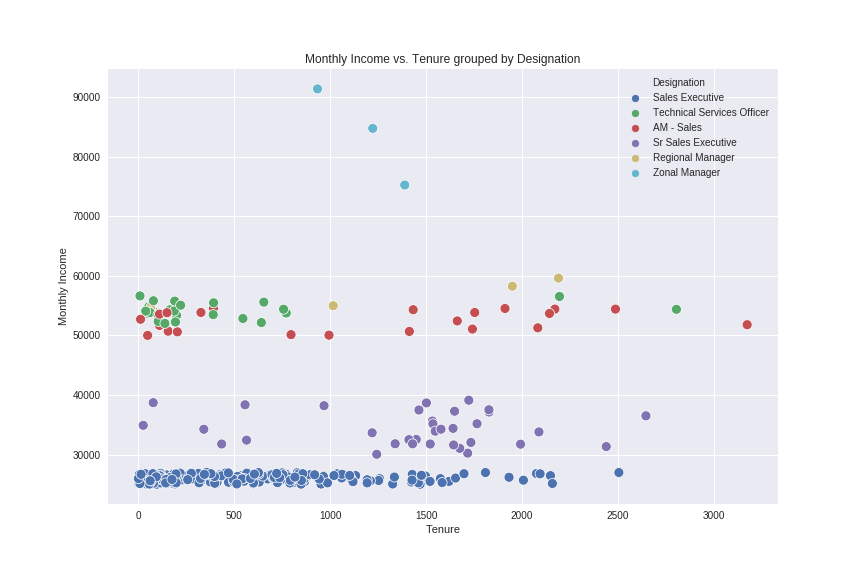 Monthly Income vs. Tenure grouped by Designation
Designation
Sales Executive
Technical Services Officer
AM - Sales
Sr Sales Executive
Regional Manager
Zonal Manager
90000
80000
70000
60000
50000
40000
30000
Monthly Income
0 500 1000 1500 2000 2500 3000
Tenure